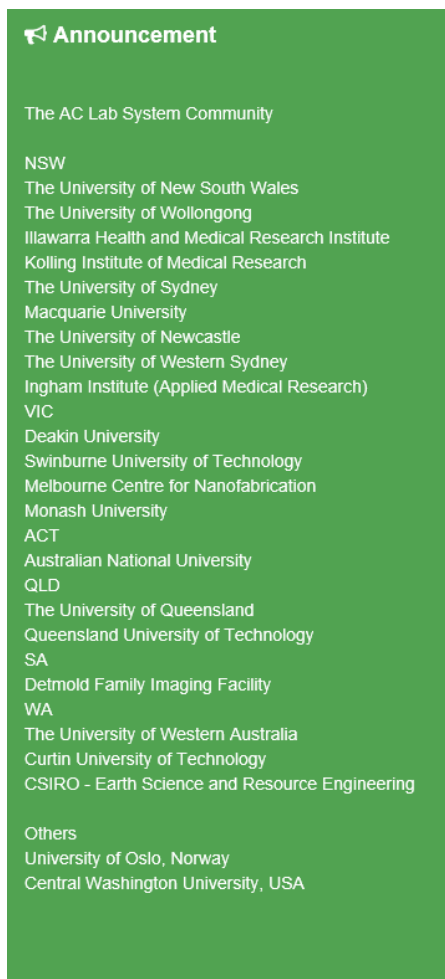 Announcement
The AC Lab System Community
NSW
The University of New South Wales
The University of Wollongong
Illawarra Health and Medical Research Institute
Kolling Institute of Medical Research
The University of Sydney
Macquarie University
The University of Newcastle
The University of Western Sydney
Ingham Institute (Applied Medical Research)
VIC
Deakin University
Swinburne University of Technology
Melbourne Centre for Nanofabrication
Monash University
ACT
Australian National University
QLD
The University of Queensland
Queensland University of Technology
SA
Detmold Family Imaging Facility
WA
The University of Western Australia
Curtin University of Technology
CSIRO - Earth Science and Resource Engineering
Others
University of Oslo, Norway
Central Washington University, USA